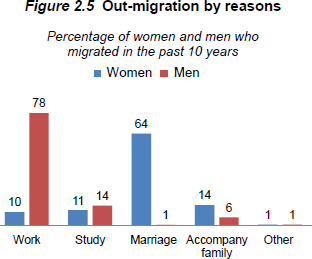 Figure 2.5 Out-migration by reasons
Percentage of women and men who
migrated in the past 10 years
Women Men
10 78 11 14 64 1 14 6 1 1
Work Study Marriage Accompany family Other